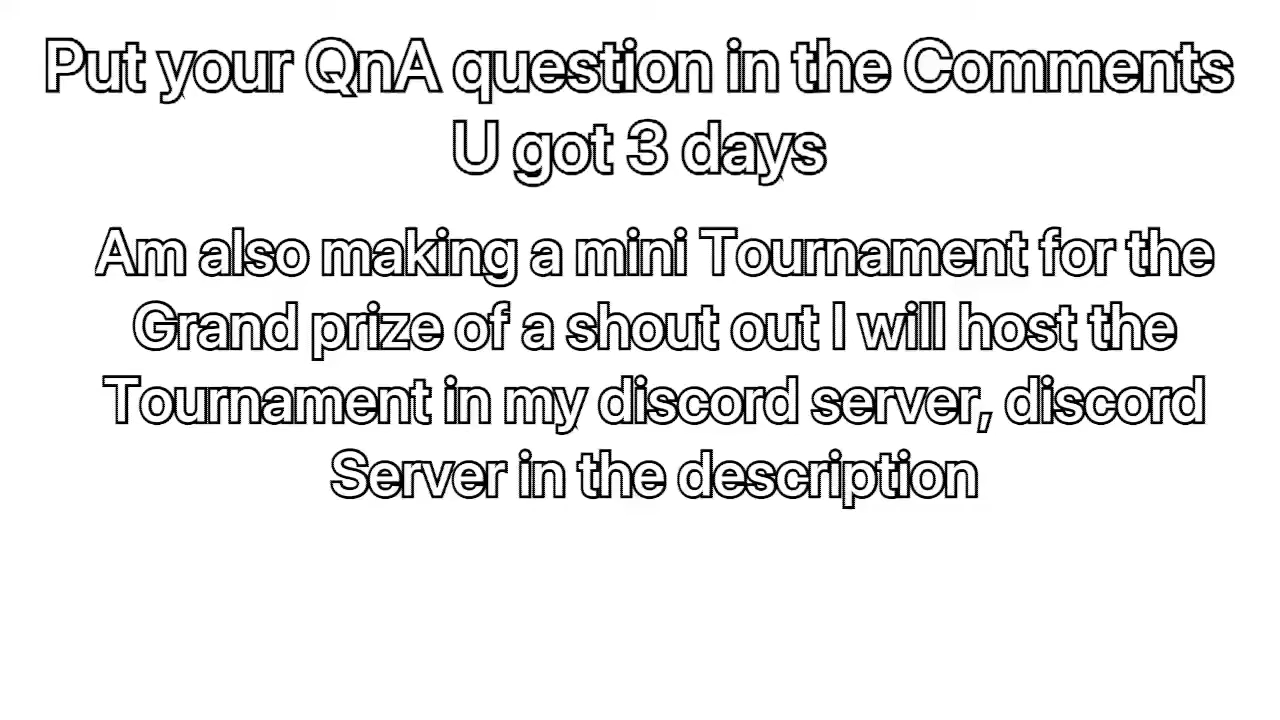 Put your QnA question in the Comments
U got 3 days
Am also making a mini Tournament for the
Grand prize of a shout out I will host the
Tournament in my discord server, discord
Server in the description